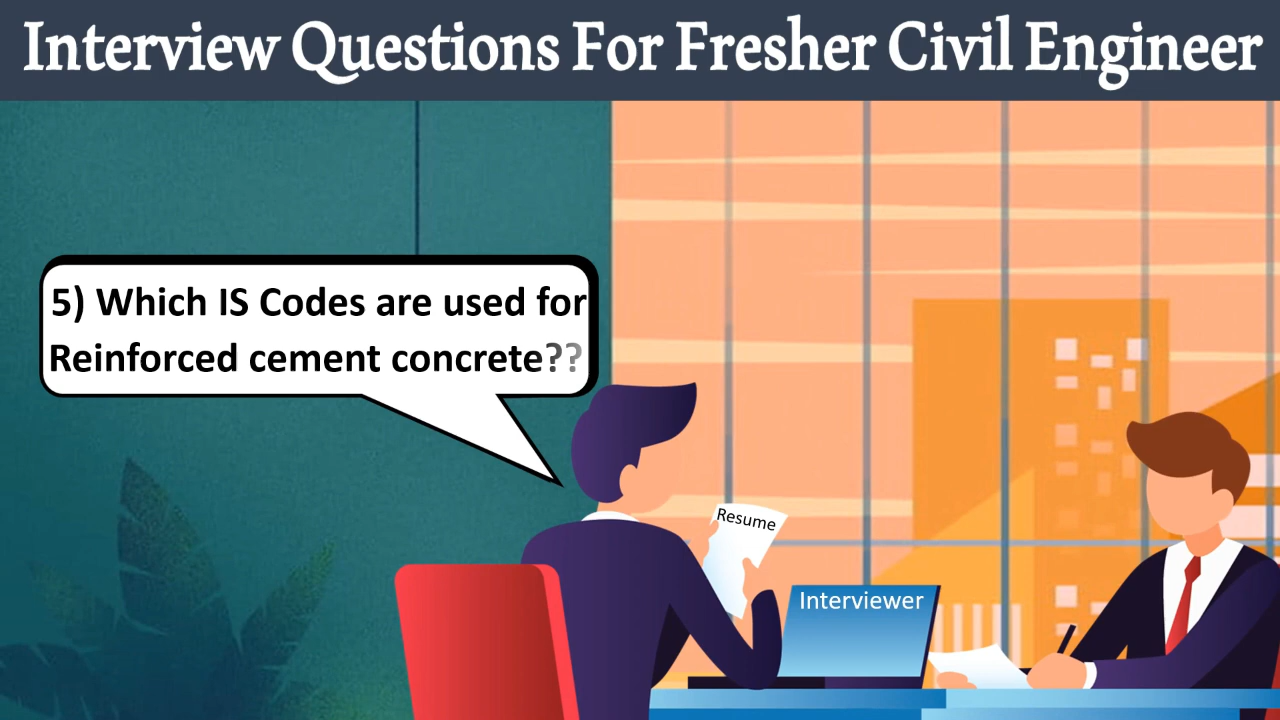 Interview Questions For Fresher Civil Engineer
5) Which IS Codes are used for
Reinforced cement concrete??
Resume
Interviewer